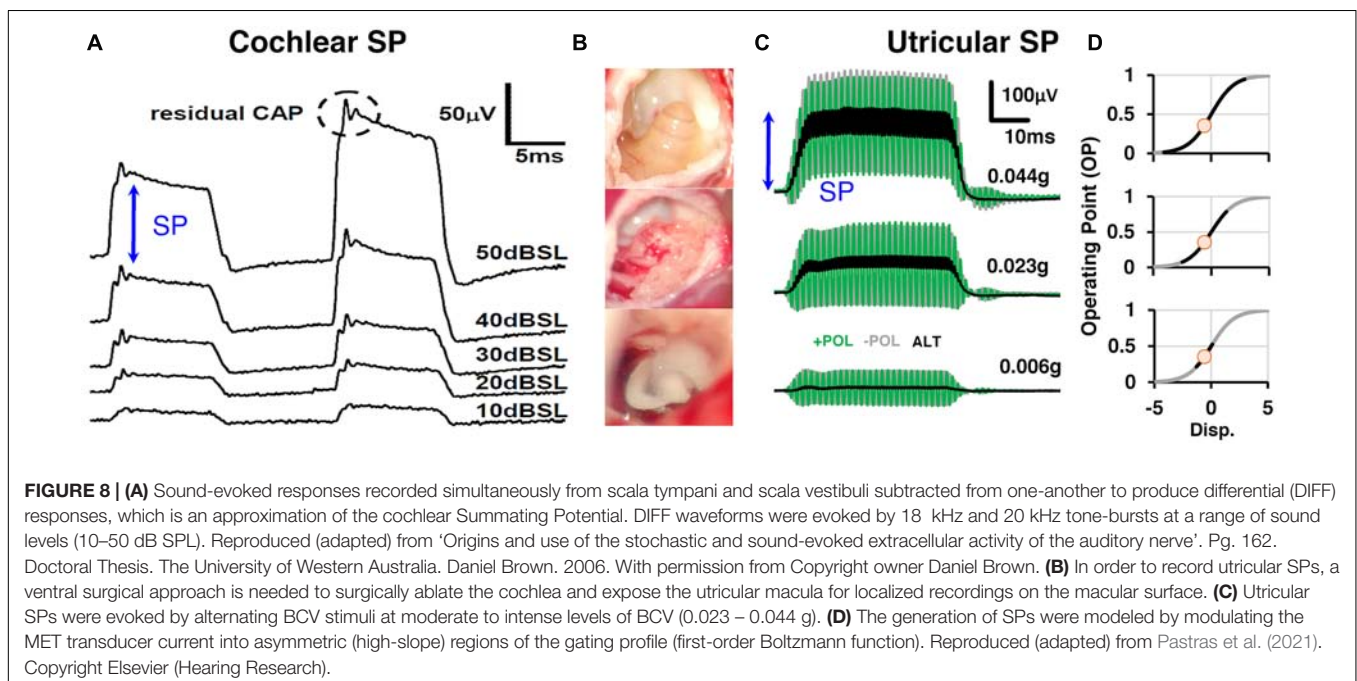 A
Cochlear SP
B
C
Utricular SP
D
residual CAP
50µV
5ms
SP
50dBSL
40dBSL
30dBSL
20dBSL
10dBSL
100µV
10ms
SP
0.044g
0.023g
+POL -POL ALT
0.006g
Operating Point (OP)
1
0.5
0
1
0.5
0
1
0.5
0
-5 0 5
Disp.
FIGURE 8 | (A) Sound-evoked responses recorded simultaneously from scala tympani and scala vestibuli subtracted from one-another to produce differential (DIFF)
responses, which is an approximation of the cochlear Summating Potential. DIFF waveforms were evoked by 18 kHz and 20 kHz tone-bursts at a range of sound
levels (10–50 dB SPL). Reproduced (adapted) from ‘Origins and use of the stochastic and sound-evoked extracellular activity of the auditory nerve’. Pg. 162.
Doctoral Thesis. The University of Western Australia. Daniel Brown. 2006. With permission from Copyright owner Daniel Brown. (B) In order to record utricular SPs, a
ventral surgical approach is needed to surgically ablate the cochlea and expose the utricular macula for localized recordings on the macular surface. (C) Utricular
SPs were evoked by alternating BCV stimuli at moderate to intense levels of BCV (0.023 – 0.044 g). (D) The generation of SPs were modeled by modulating the
MET transducer current into asymmetric (high-slope) regions of the gating profile (first-order Boltzmann function). Reproduced (adapted) from Pastras et al. (2021).
Copyright Elsevier (Hearing Research).